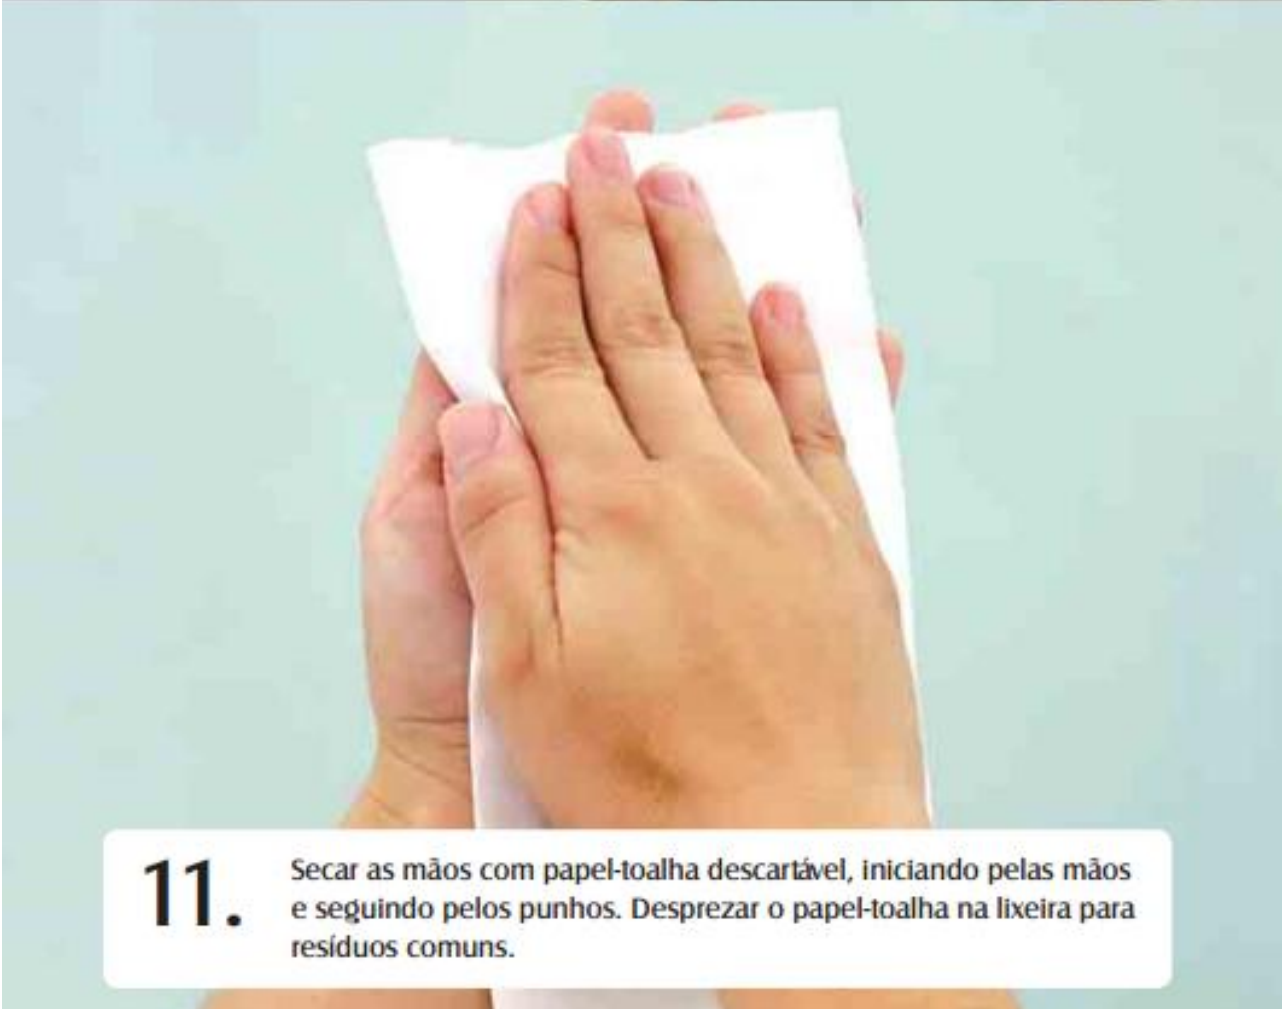 11.
Secar as mãos com papel-toalha descartável, iniciando pelas mãos
e seguindo pelos punhos. Desprezar o papel-toalha na lixeira para
resíduos comuns.